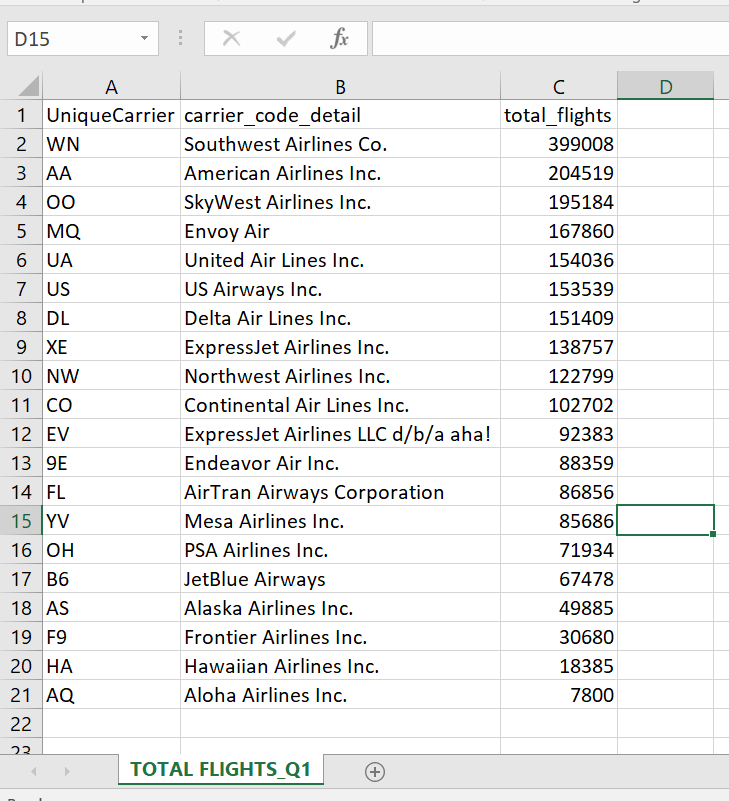 D15 fx
A B C D
1 UniqueCarrier carrier_code_detail total_flights
2 WN Southwest Airlines Co. 399008
3 AA American Airlines Inc. 204519
4 OO SkyWest Airlines Inc. 195184
5 MQ Envoy Air 167860
6 UA United Air Lines Inc. 154036
7 US US Airways Inc. 153539
8 DL Delta Air Lines Inc. 151409
9 XE ExpressJet Airlines Inc. 138757
10 NW Northwest Airlines Inc. 122799
11 CO Continental Air Lines Inc. 102702
12 EV ExpressJet Airlines LLC d/b/a aha! 92383
13 9E Endeavor Air Inc. 88359
14 FL AirTran Airways Corporation 86856
15 YV Mesa Airlines Inc. 85686
16 OH PSA Airlines Inc. 71934
17 B6 JetBlue Airways 67478
18 AS Alaska Airlines Inc. 49885
19 F9 Frontier Airlines Inc. 30680
20 HA Hawaiian Airlines Inc. 18385
21 AQ Aloha Airlines Inc. 7800
22
23
TOTAL FLIGHTS_Q1